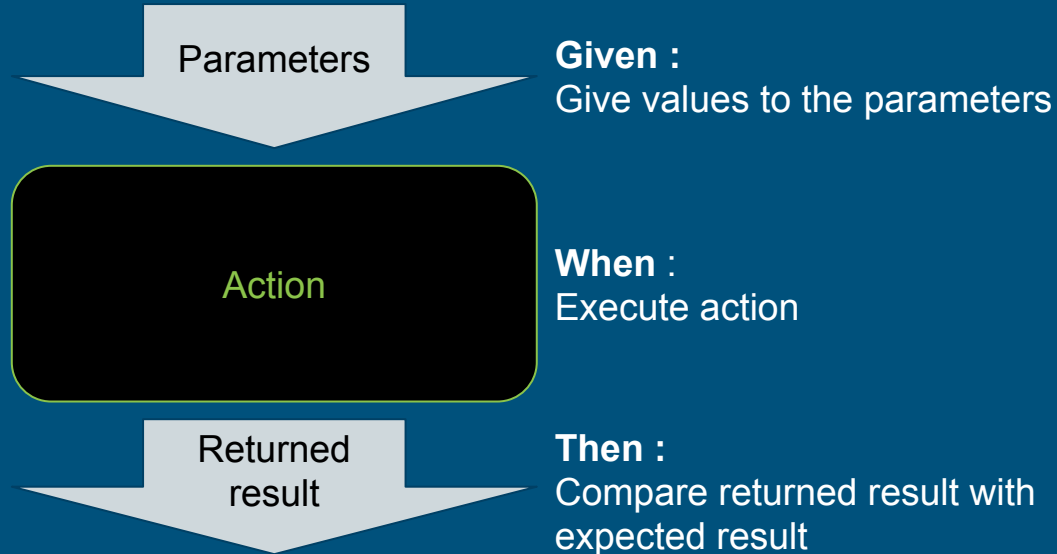 Parameters
Given :
Give values to the parameters
Action
When :
Execute action
Returned
result
Then :
Compare returned result with
expected result